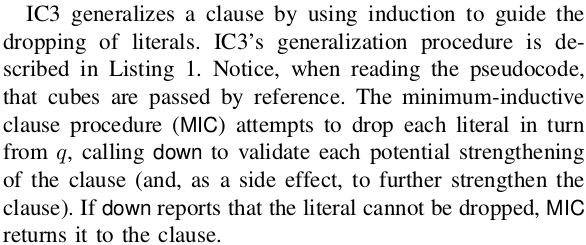 IC3 generalizes a clause by using induction to guide the
dropping of literals. IC3's generalization procedure is de-
scribed in Listing 1. Notice, when reading the pseudocode,
that cubes are passed by reference. The minimum-inductive
clause procedure (MIC) attempts to drop each literal in turn
from q, calling down to validate each potential strengthening
of the clause (and, as a side effect, to further strengthen the
clause). If down reports that the literal cannot be dropped, MIC
returns it to the clause.